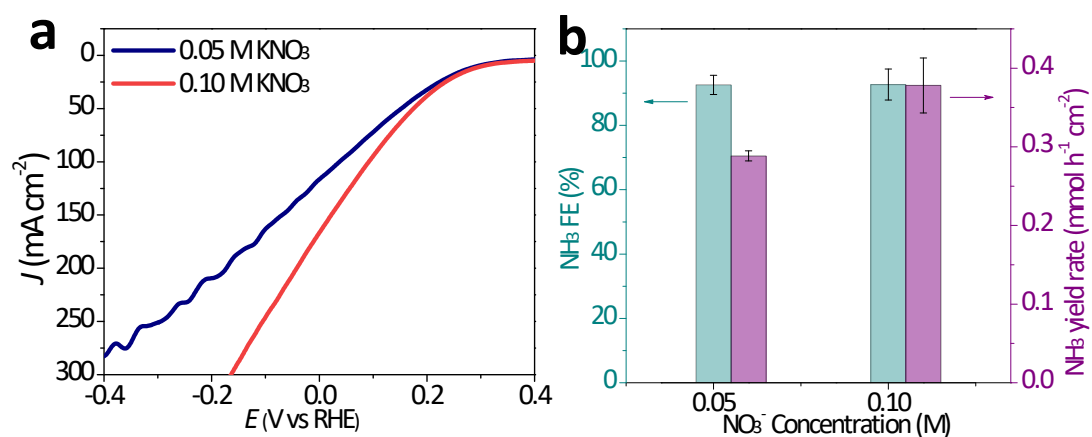 a
0.05 M KNO₃
0.10 M KNO₃
0
50
100
150
200
250
300
J (mA cm⁻²)
-0.4
-0.2
0.0
0.2
0.4
E (V vs RHE)
b
100
80
60
40
20
0
NH₃ FE (%)
0.4
0.3
0.2
0.1
0.0
NH₃ yield rate (mmol h⁻¹ cm⁻²)
0.05
0.10
NO₃⁻ Concentration (M)